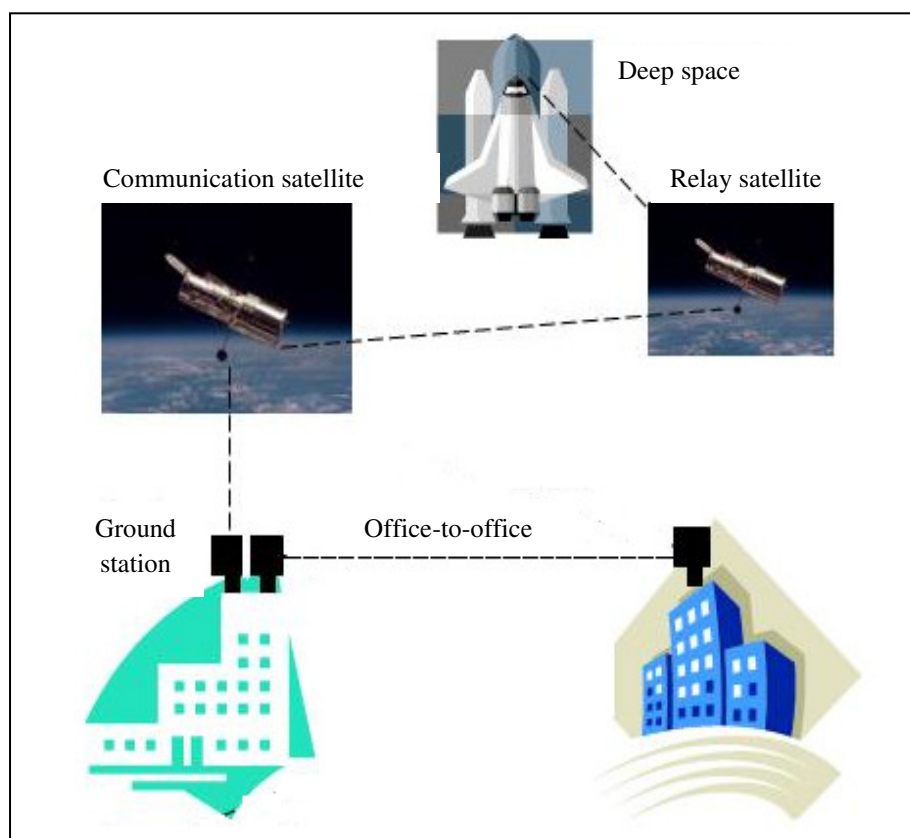 Deep space
Communication satellite
Relay satellite
Ground
station
Office-to-office